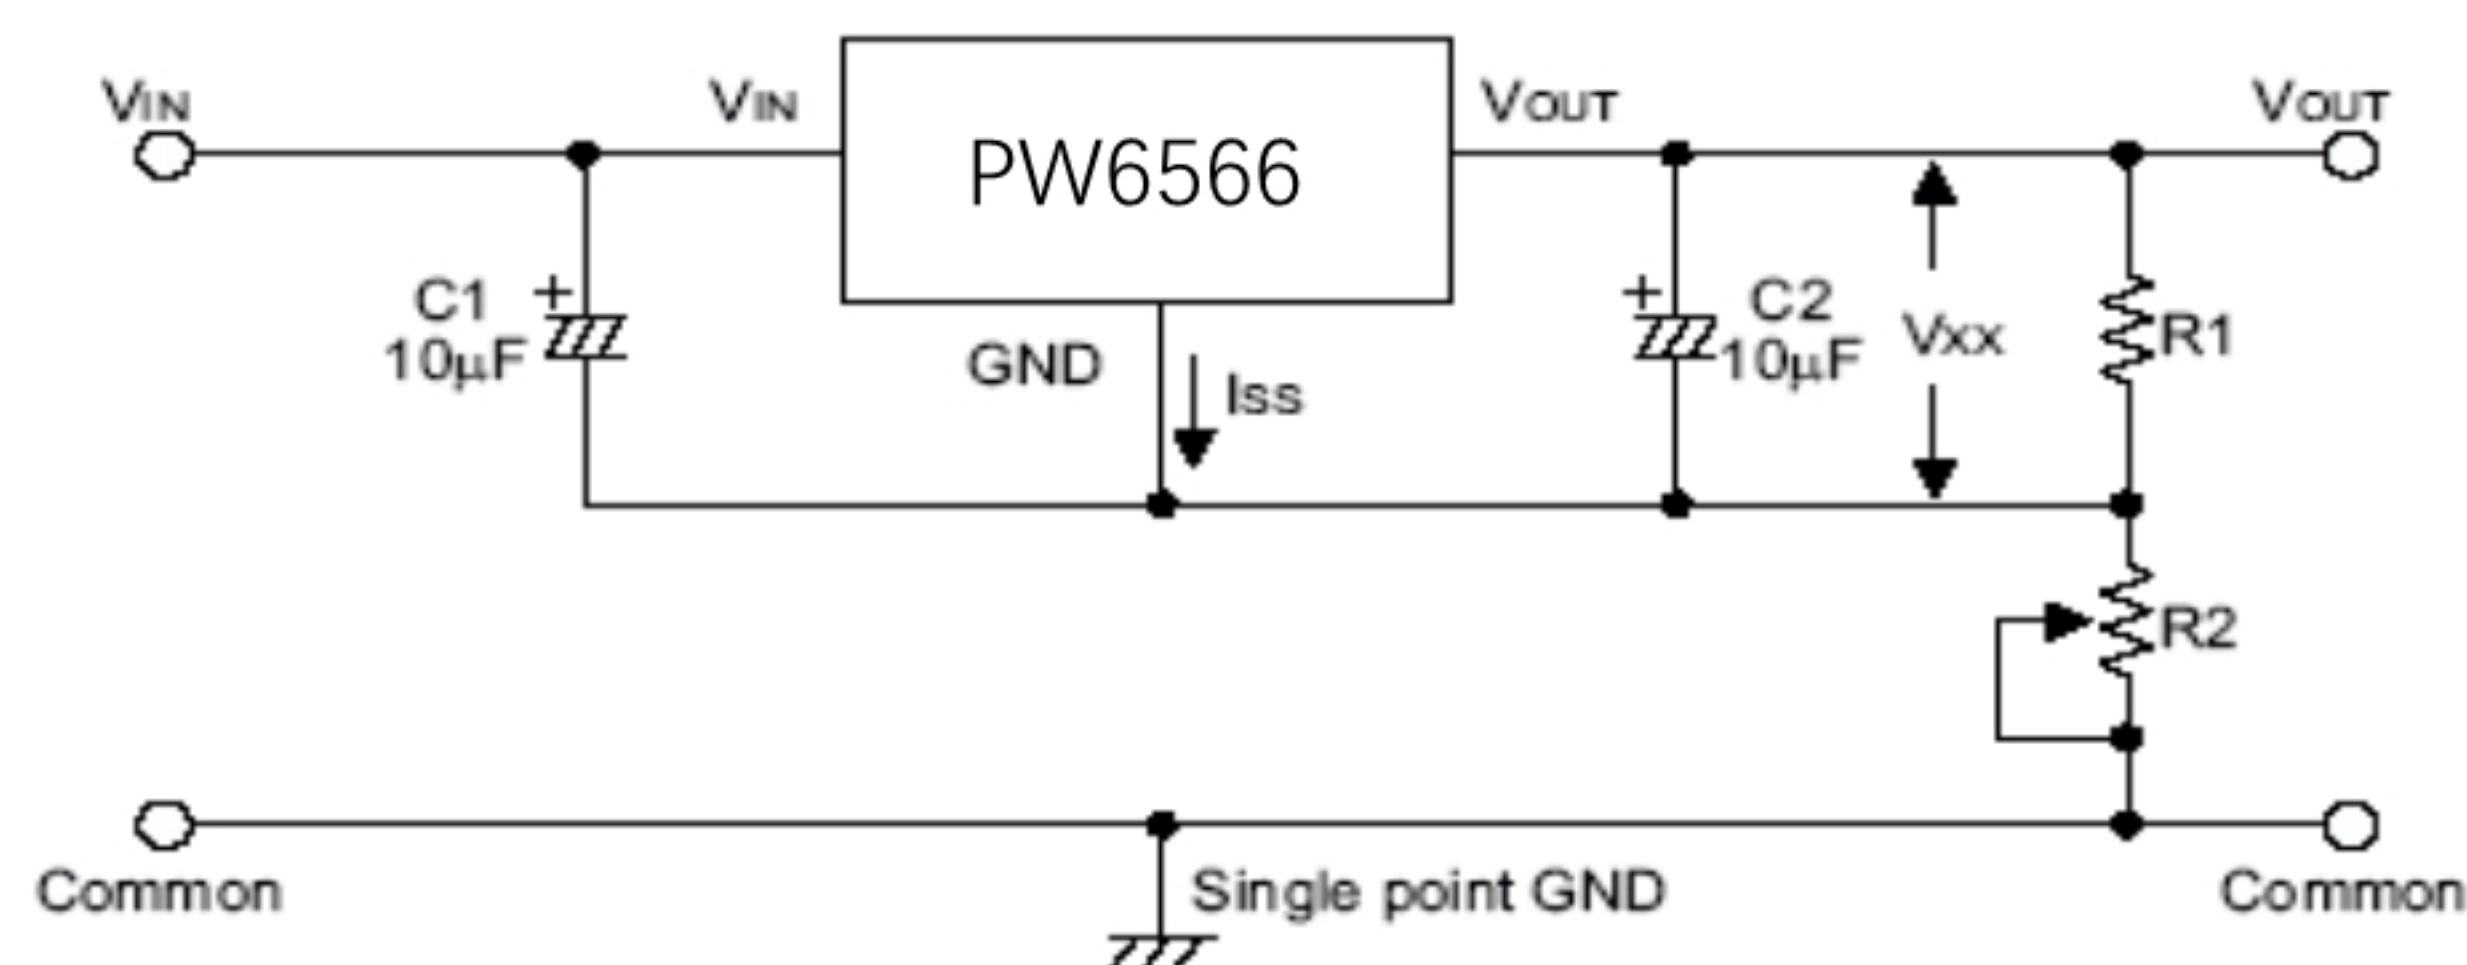 VIN
VIN
PW6566
VOUT
VOUT
C1
10μF
+
GND
Iss
+
C2
10μF
Vxx
R1
R2
Common
Single point GND
Common